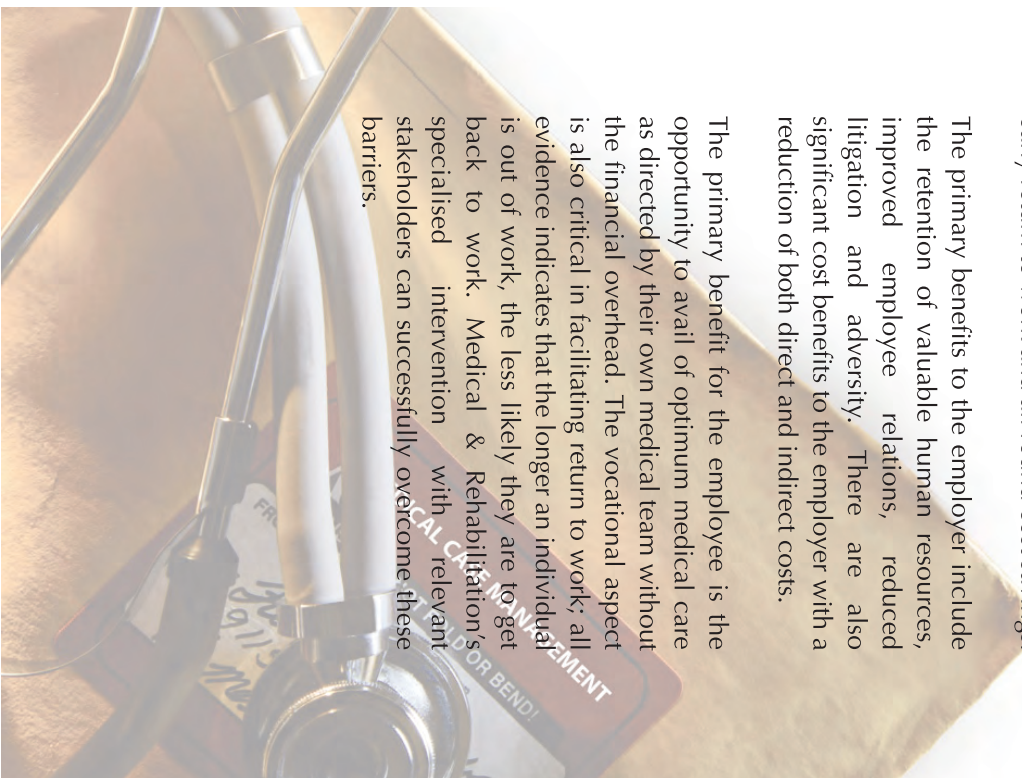 The primary benefits to the employer include
the retention of valuable human resources,
improved employee relations, reduced
litigation and adversity. There are also
significant cost benefits to the employer with a
reduction of both direct and indirect costs.
The primary benefit for the employee is the
opportunity to avail of optimum medical care
as directed by their own medical team without
the financial overhead. The vocational aspect
is also critical in facilitating return to work; all
evidence indicates that the longer an individual
is out of work, the less likely they are to get
back to work. Medical & Rehabilitation's
specialised intervention with relevant
stakeholders can successfully overcome these
barriers.
CARE MANAGEMENT
FOLD OR BEND!